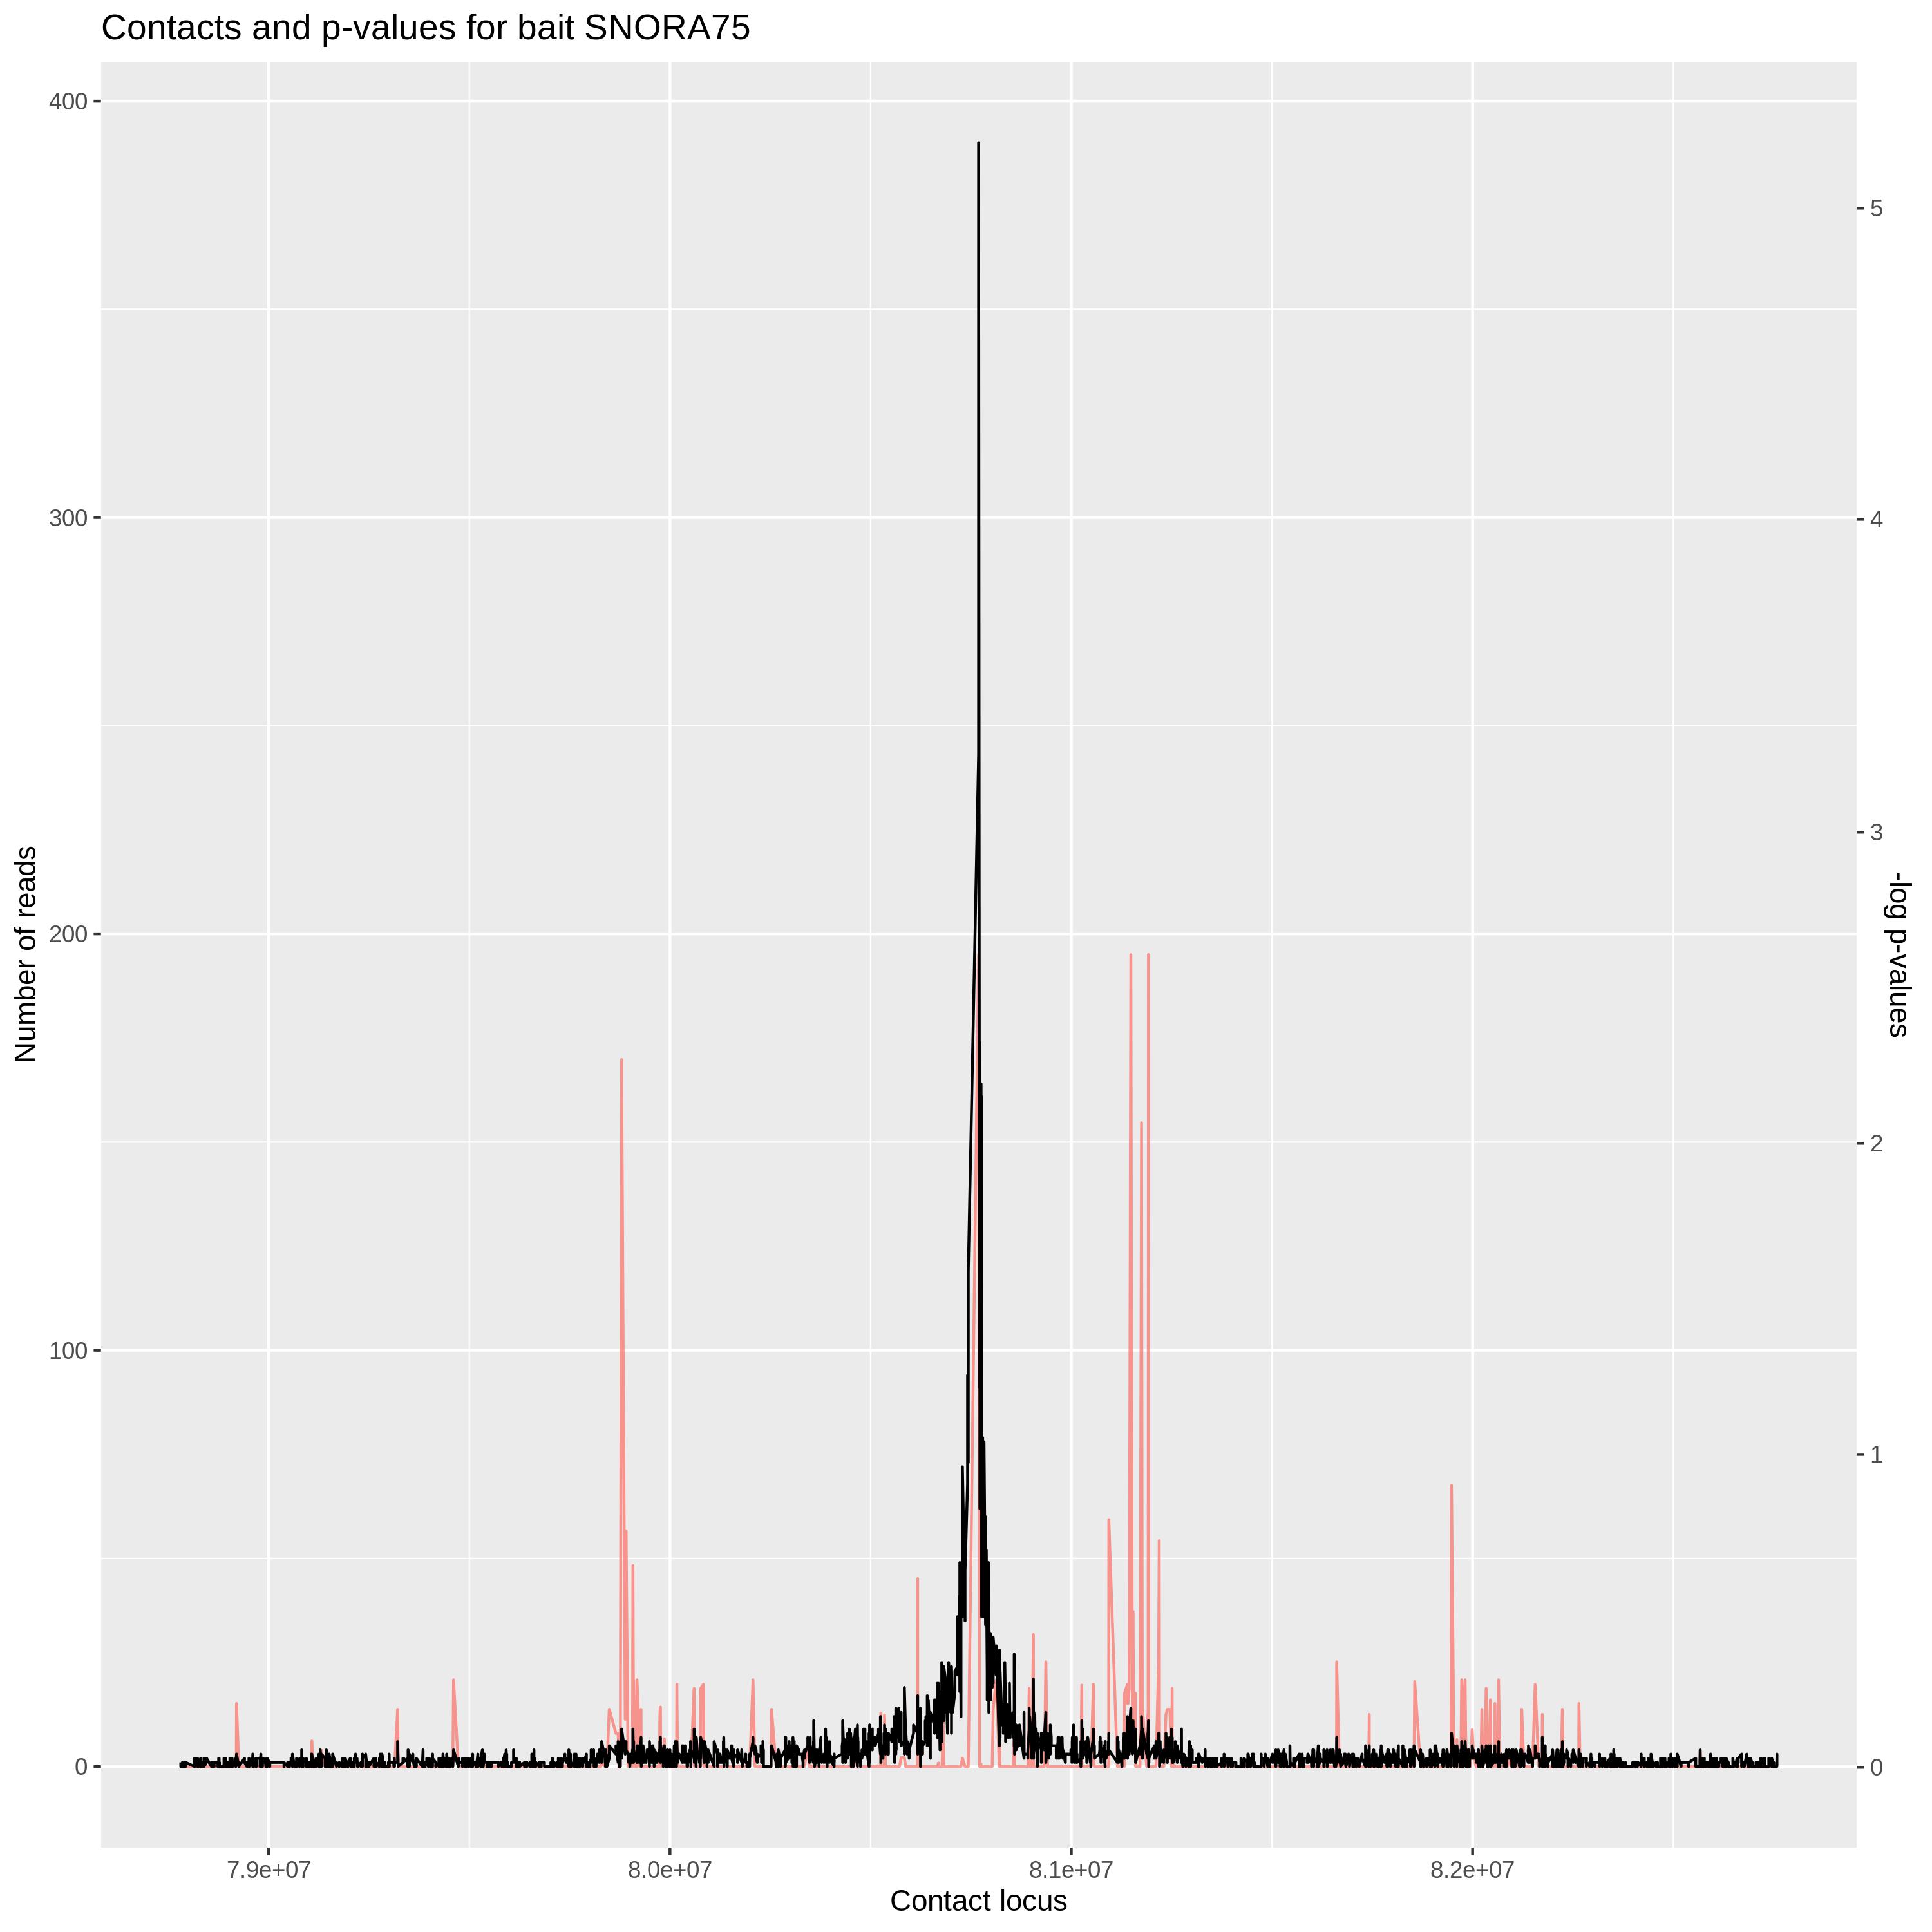 Contacts and p-values for bait SNORA75
400
300
200
100
0
Number of reads
5
4
3
2
1
0
-log p-values
7.9e+07
8.0e+07
8.1e+07
8.2e+07
Contact locus